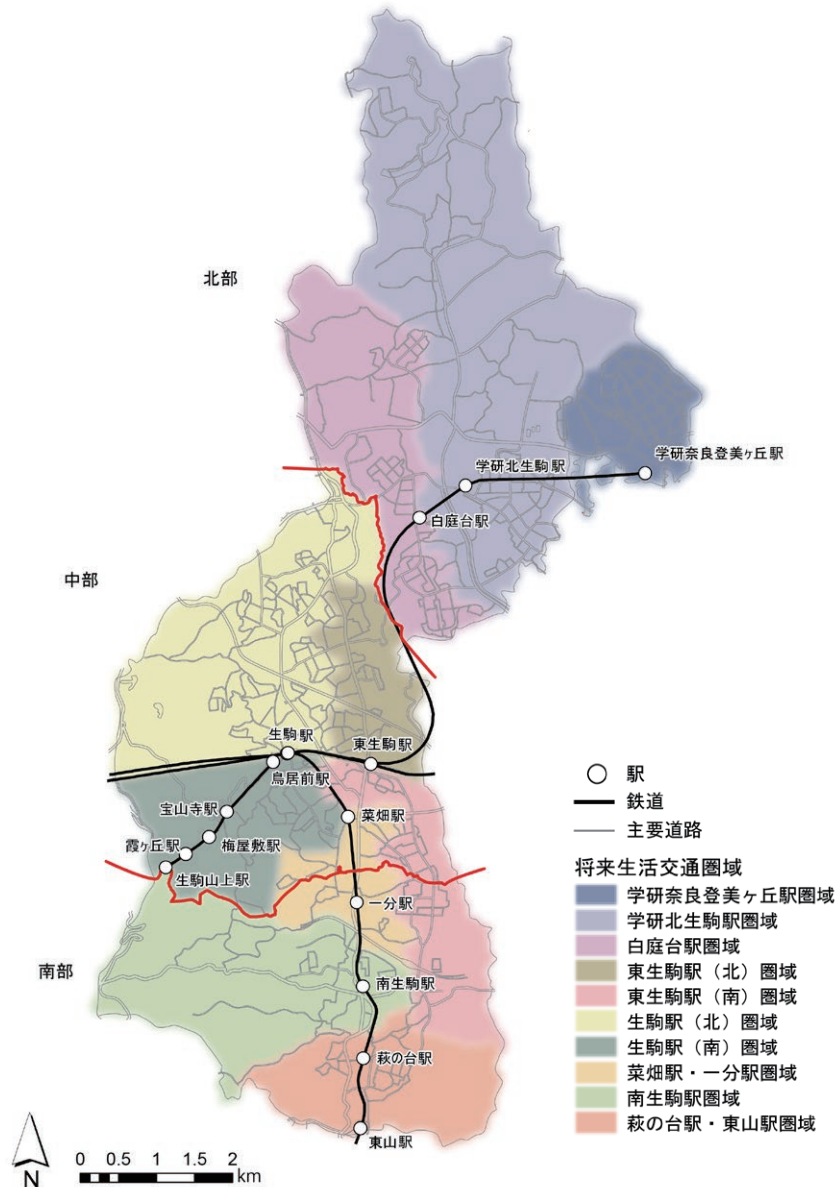 北部
学研奈良登美ヶ丘駅
学研北生駒駅
白庭台駅
中部
生駒駅
東生駒駅
鳥居前駅
宝山寺駅
菜畑駅
梅屋敷駅
霞ヶ丘駅
生駒山上駅
一分駅
南部
南生駒駅
萩の台駅
東山駅
駅
鉄道
主要道路
将来生活交通圏域
学研奈良登美ヶ丘駅圏域
学研北生駒駅圏域
白庭台駅圏域
東生駒駅（北）圏域
東生駒駅（南）圏域
生駒駅（北）圏域
生駒駅（南）圏域
菜畑駅・一分駅圏域
南生駒駅圏域
萩の台駅・東山駅圏域
N
0 0.5 1 1.5 2
km